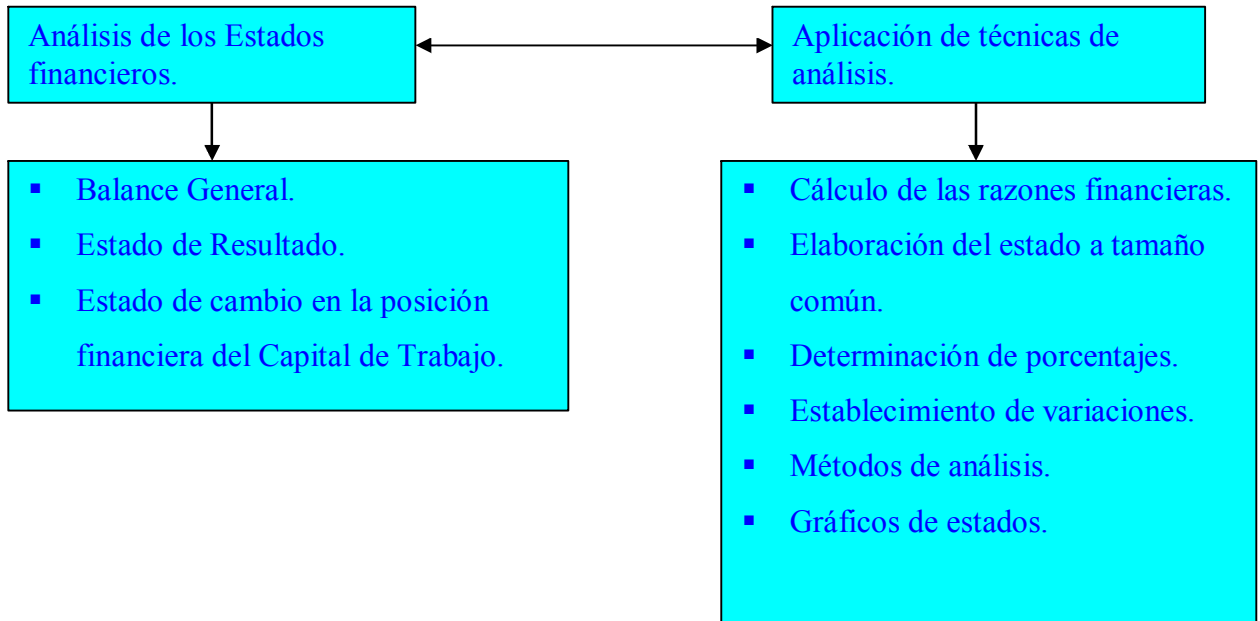 Análisis de los Estados
financieros.
Aplicación de técnicas de
análisis.
▪ Balance General.
▪ Estado de Resultado.
▪ Estado de cambio en la posición
financiera del Capital de Trabajo.
▪ Cálculo de las razones financieras.
▪ Elaboración del estado a tamaño
común.
▪ Determinación de porcentajes.
▪ Establecimiento de variaciones.
▪ Métodos de análisis.
▪ Gráficos de estados.